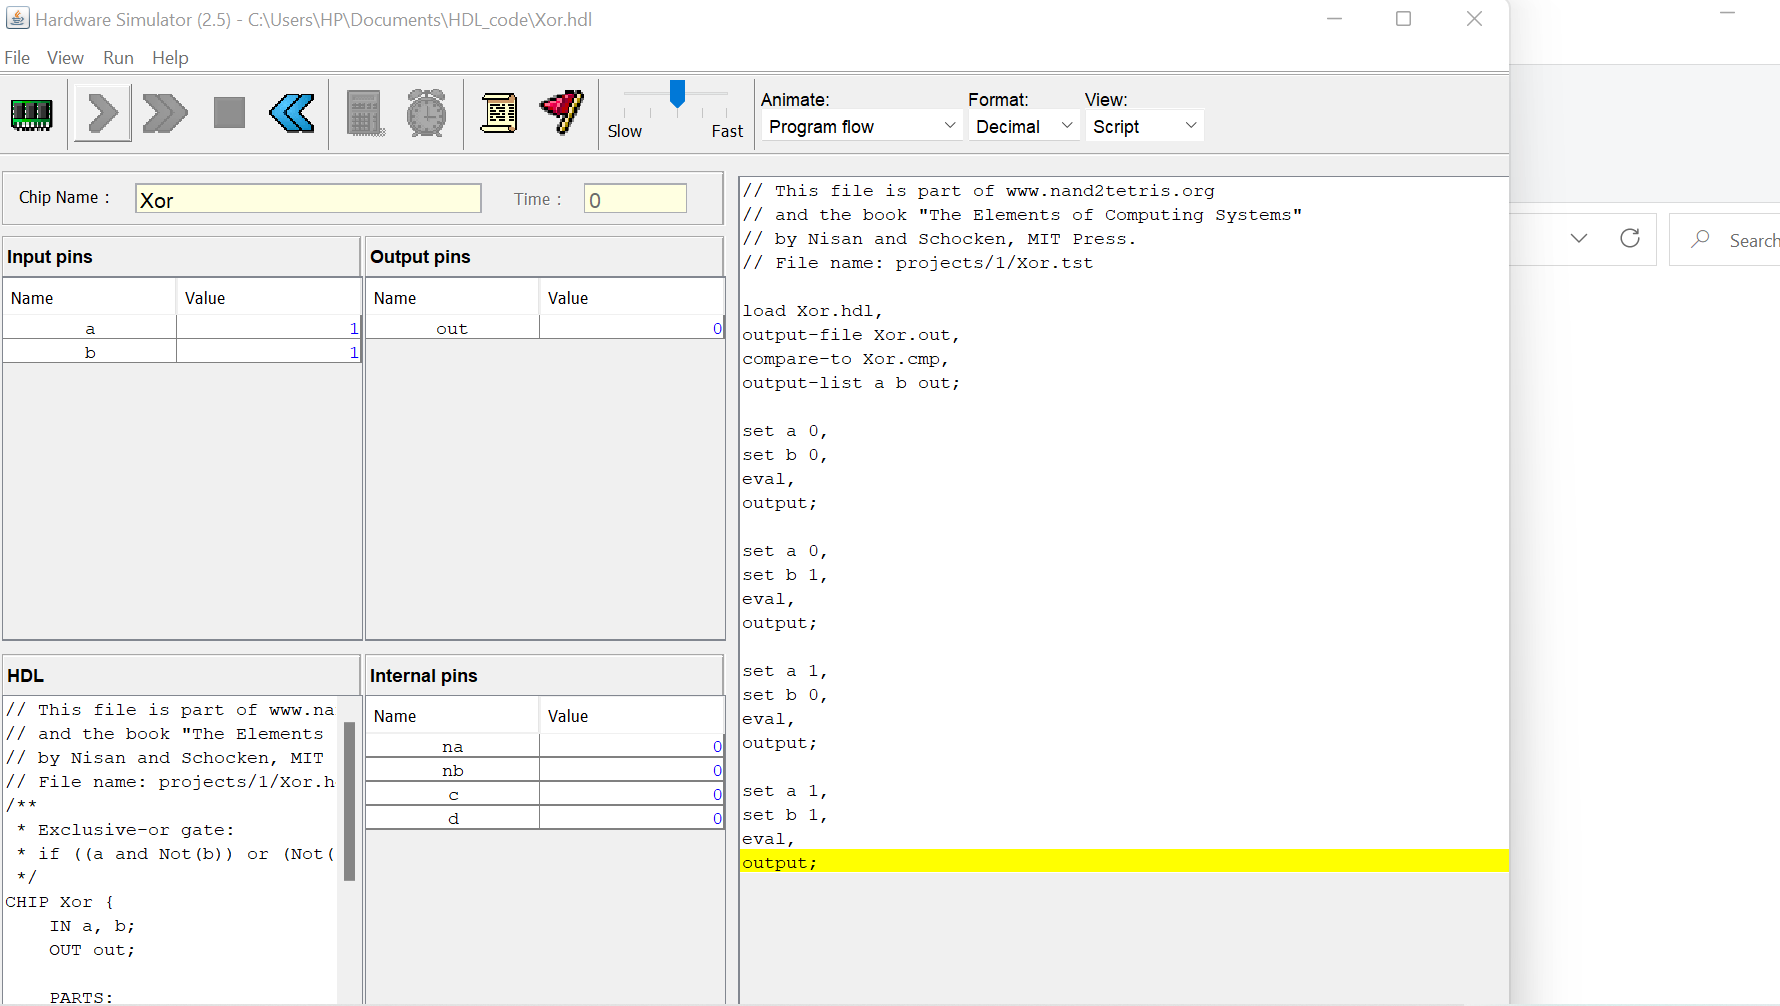 Hardware Simulator (2.5) - C:\Users\HP\Documents\HDL_code\Xor.hdl
File View Run Help
Slow Fast
Animate: Format: View:
Program flow Decimal Script
Chip Name : Xor Time : 0
Input pins
Name Value
a 1
b 1
Output pins
Name Value
out 0
HDL
// This file is part of www.na
// and the book "The Elements
// by Nisan and Schocken, MIT
// File name: projects/1/Xor.h
/**
* Exclusive-or gate:
* if ((a and Not(b)) or (Not(
*/
CHIP Xor {
IN a, b;
OUT out;
PARTS:
Internal pins
Name Value
na 0
nb 0
c 0
d 0
// This file is part of www.nand2tetris.org
// and the book "The Elements of Computing Systems"
// by Nisan and Schocken, MIT Press.
// File name: projects/1/Xor.tst
load Xor.hdl,
output-file Xor.out,
compare-to Xor.cmp,
output-list a b out;
set a 0,
set b 0,
eval,
output;
set a 0,
set b 1,
eval,
output;
set a 1,
set b 0,
eval,
output;
set a 1,
set b 1,
eval,
output;
Search